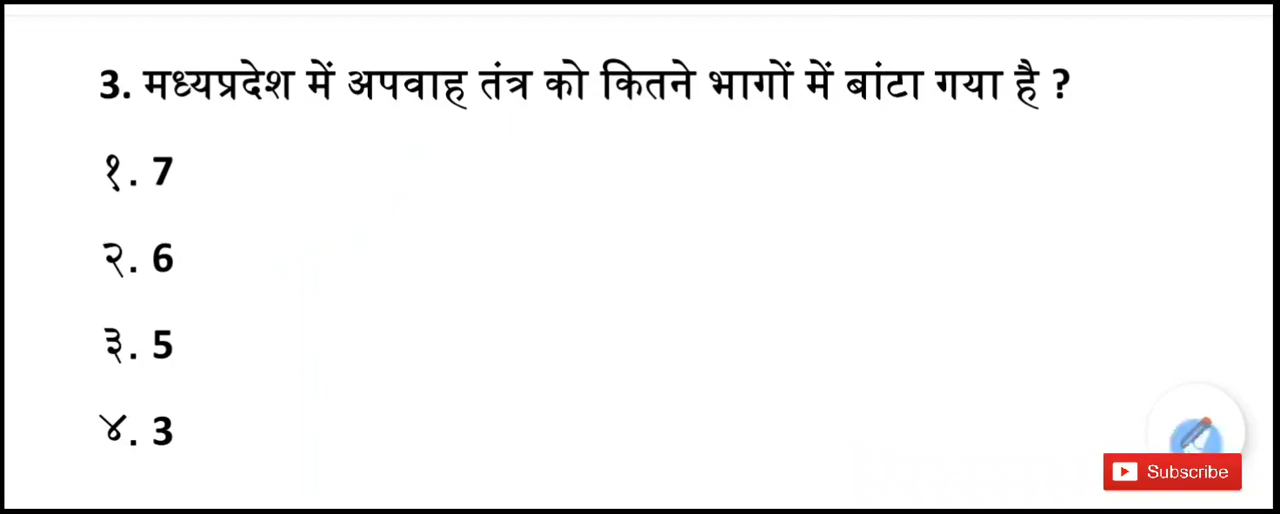 3. मध्यप्रदेश में अपवाह तंत्र को कितने भागों में बांटा गया है ?
१. 7
२. 6
३. 5
४. 3
Subscribe